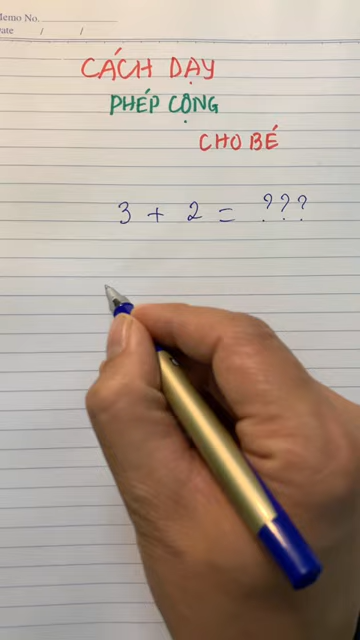 Memo No.
Date / /
CÁCH DẠY
PHÉP CỘNG
CHO BÉ
3 + 2 = ???